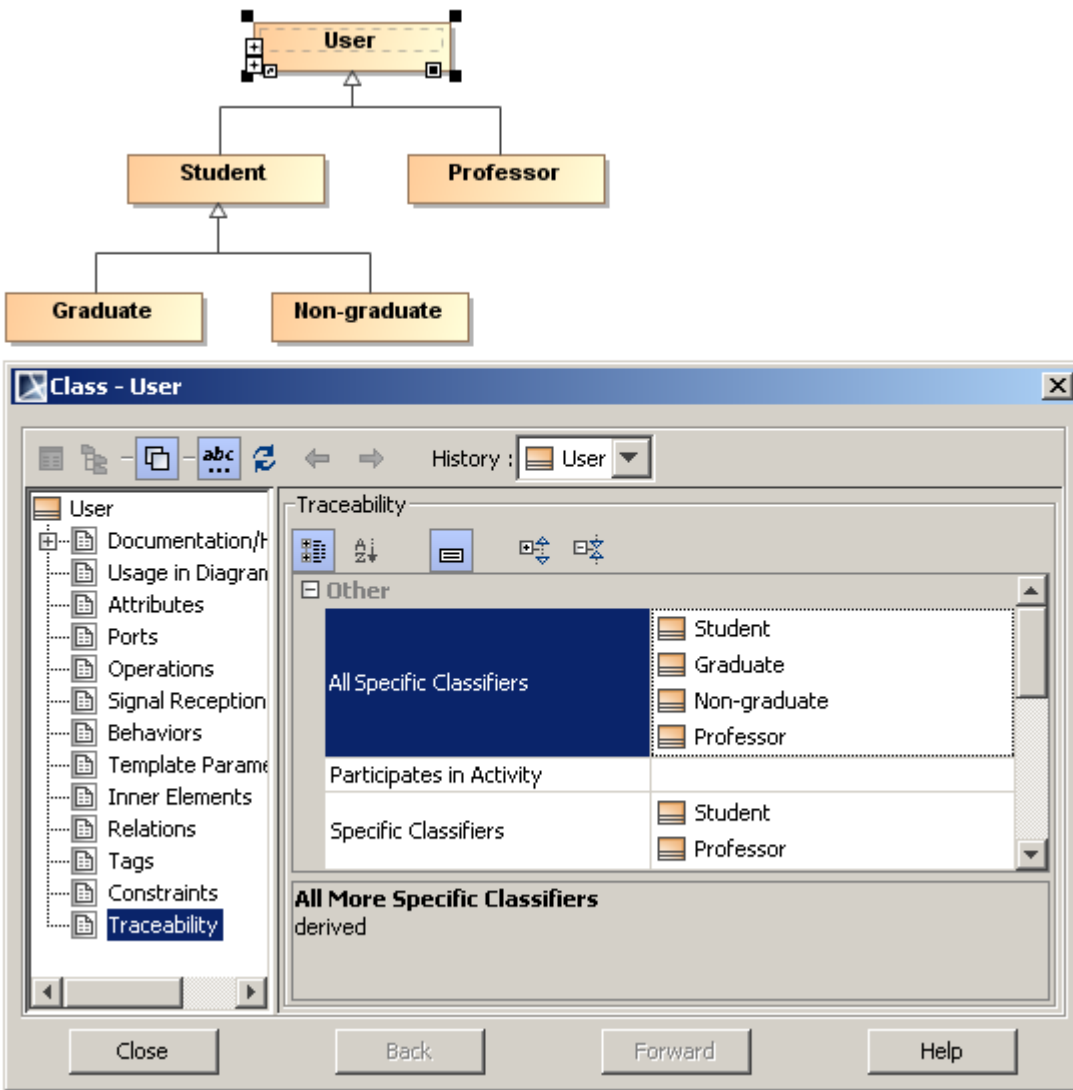 User
Student
Professor
Graduate
Non-graduate
Class - User
abc
History :
User
User
Documentation/H
Usage in Diagram
Attributes
Ports
Operations
Signal Reception
Behaviors
Template Parame
Inner Elements
Relations
Tags
Constraints
Traceability
Traceability
A
Z
Other
All Specific Classifiers
Student
Graduate
Non-graduate
Professor
Participates in Activity
Specific Classifiers
Student
Professor
All More Specific Classifiers
derived
Close
Back
Forward
Help